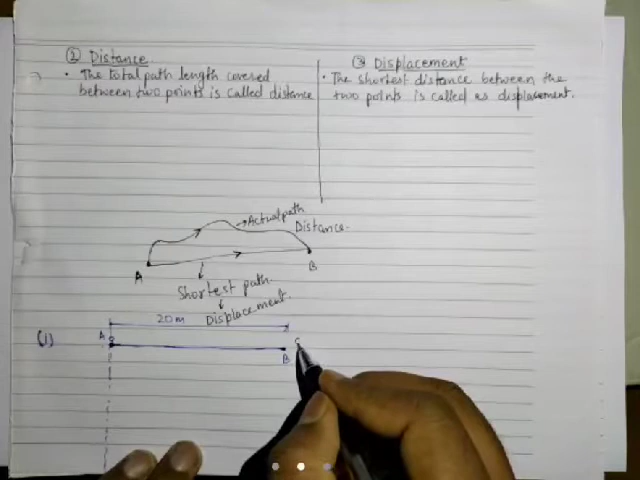 ② Distance
• The total path length covered
between two points is called distance
③ Displacement
• The shortest distance between the
two points is called as displacement.
Actual path
Distance.
A
B
Shortest path.
Displacement.
20 m
(1)
A
B